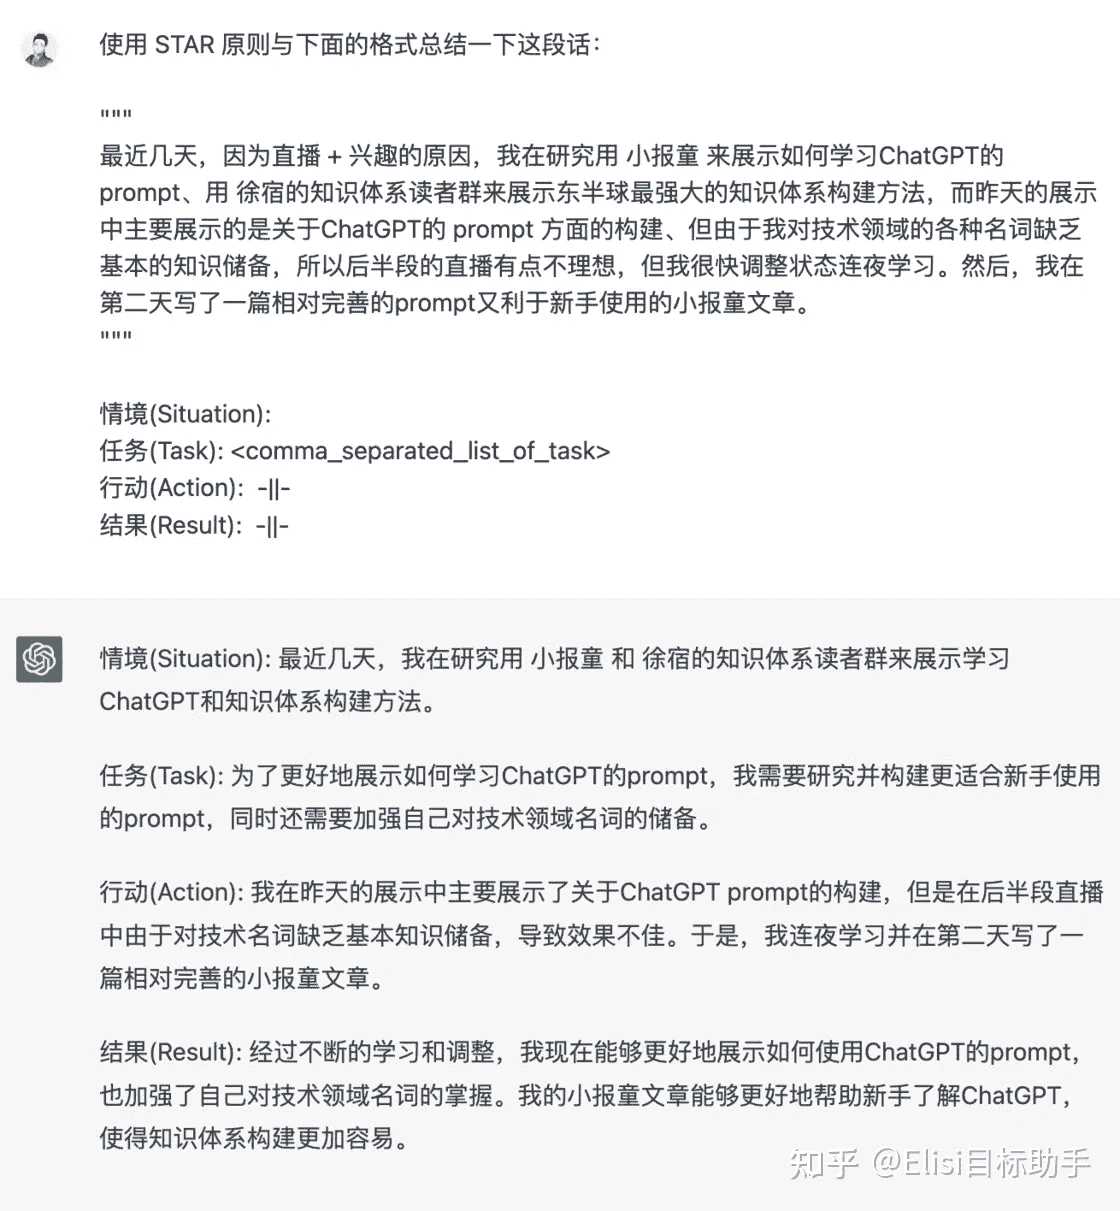 使用 STAR 原则与下面的格式总结一下这段话：
"""
最近几天，因为直播 + 兴趣的原因，我在研究用 小报童 来展示如何学习ChatGPT的
prompt、用 徐宿的知识体系读者群来展示东半球最强大的知识体系构建方法，而昨天的展示
中主要展示的是关于ChatGPT的 prompt 方面的构建、但由于我对技术领域的各种名词缺乏
基本的知识储备，所以后半段的直播有点不理想，但我很快调整状态连夜学习。然后，我在
第二天写了一篇相对完善的prompt又利于新手使用的小报童文章。
"""
情境(Situation):
任务(Task): <comma_separated_list_of_task>
行动(Action)：-||-
结果(Result)：-||-
情境(Situation): 最近几天，我在研究用 小报童 和 徐宿的知识体系读者群来展示学习
ChatGPT和知识体系构建方法。
任务(Task): 为了更好地展示如何学习ChatGPT的prompt，我需要研究并构建更适合新手使用
的prompt，同时还需要加强自己对技术领域名词的储备。
行动(Action): 我在昨天的展示中主要展示了关于ChatGPT prompt的构建，但是在后半段直播
中由于对技术名词缺乏基本知识储备，导致效果不佳。于是，我连夜学习并在第二天写了一
篇相对完善的小报童文章。
结果(Result): 经过不断的学习和调整，我现在能够更好地展示如何使用ChatGPT的prompt，
也加强了自己对技术领域名词的掌握。我的小报童文章能够更好地帮助新手了解ChatGPT，
使得知识体系构建更加容易。
知乎 @Elisi目标助手